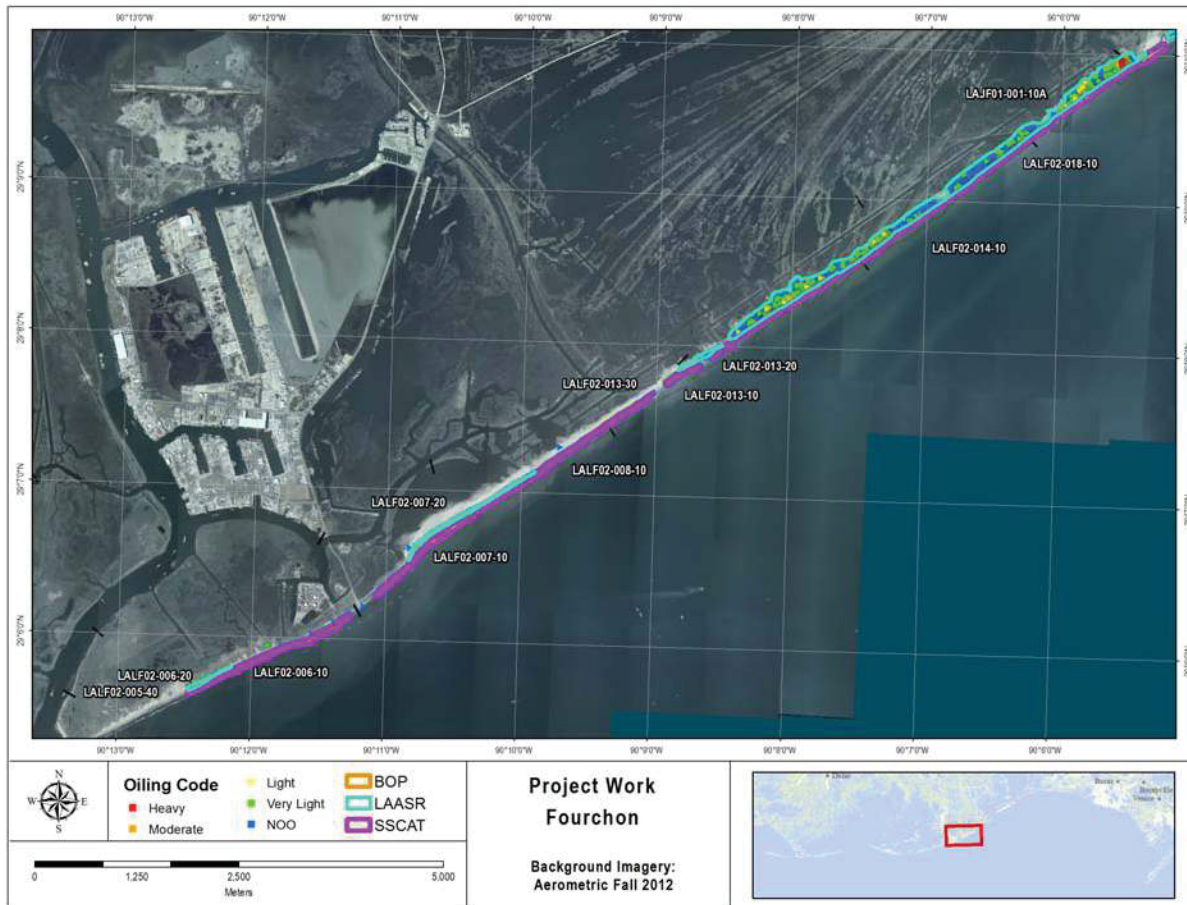 90°13'0"W 90°12'0"W 90°11'0"W 90°10'0"W 90°9'0"W 90°8'0"W 90°7'0"W 90°6'0"W
29°9'0"N
29°8'0"N
29°7'0"N
29°6'0"N
LAJF01-001-10A
LALF02-018-10
LALF02-014-10
LALF02-013-20
LALF02-013-30
LALF02-013-10
LALF02-008-10
LALF02-007-20
LALF02-007-10
LALF02-006-20
LALF02-006-10
LALF02-005-40
90°13'0"W 90°12'0"W 90°11'0"W 90°10'0"W 90°9'0"W 90°8'0"W 90°7'0"W 90°6'0"W
N
W E
S
Oiling Code
Heavy
Moderate
Light
Very Light
NOO
BOP
LAASR
SSCAT
0 1,250 2,500 5,000
Meters
Project Work
Fourchon
Background Imagery:
Aerometric Fall 2012